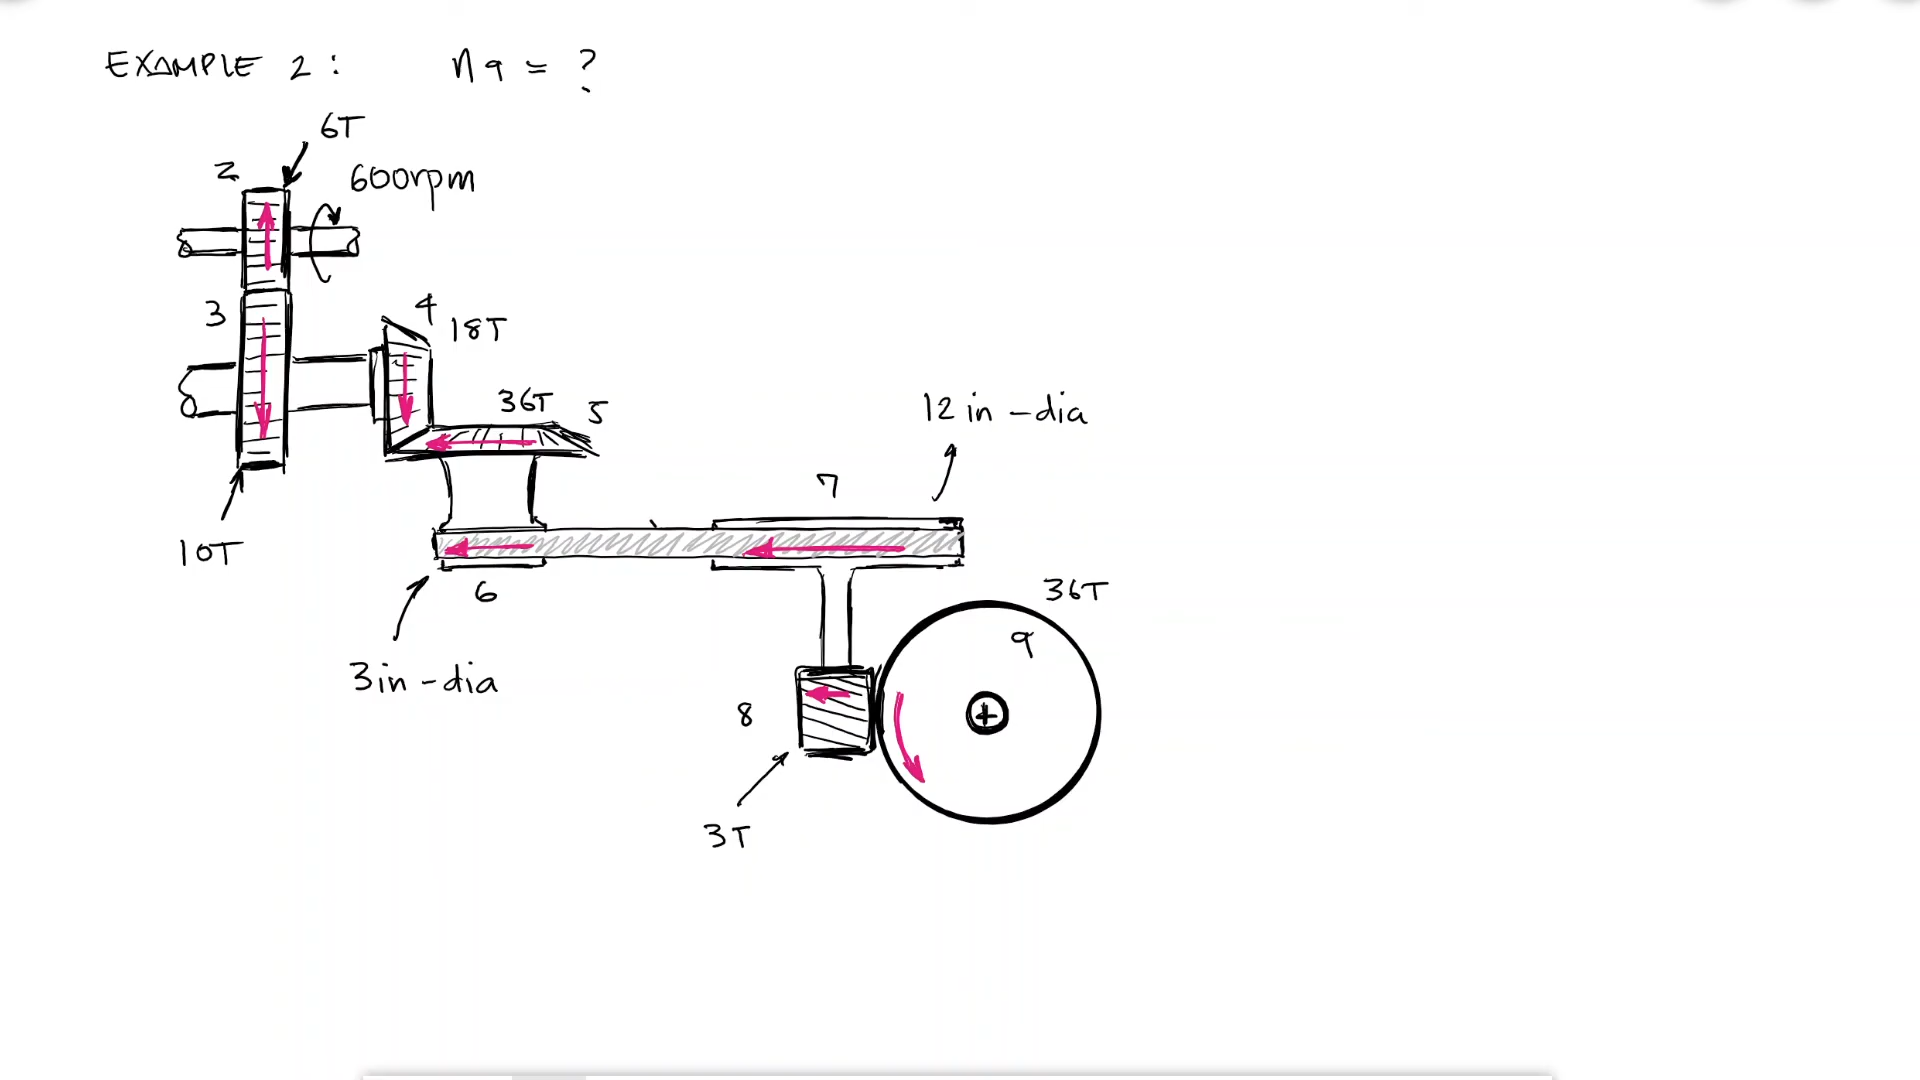 EXAMPLE 2 : n9 = ?
6T
2
600rpm
3
4
18T
36T
5
12 in - dia
7
10T
6
36T
9
3in - dia
8
3T